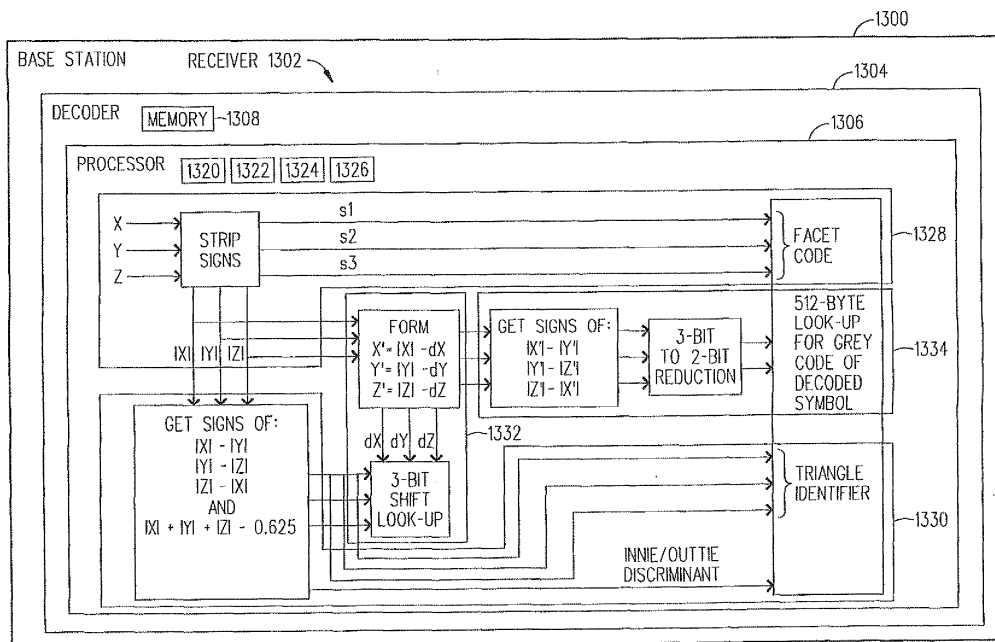 1300
BASE STATION
RECEIVER 1302
1304
DECODER
MEMORY
1308
1306
PROCESSOR
1320
1322
1324
1326
X
Y
Z
STRIP
SIGNS
s1
s2
s3
FACET
CODE
1328
|X| |Y| |Z|
FORM
X'= |X| -dX
Y'= |Y| -dY
Z'= |Z| -dZ
GET SIGNS OF:
|X'| - |Y'|
|Y'| - |Z'|
|Z'| - |X'|
3-BIT
TO 2-BIT
REDUCTION
512-BYTE
LOOK-UP
FOR GREY
CODE OF
DECODED
SYMBOL
1334
GET SIGNS OF:
|X| - |Y|
|Y| - |Z|
|Z| - |X|
AND
|X| + |Y| + |Z| - 0.625
dX dY dZ
1332
3-BIT
SHIFT
LOOK-UP
TRIANGLE
IDENTIFIER
1330
INNIE/OUTTIE
DISCRIMINANT